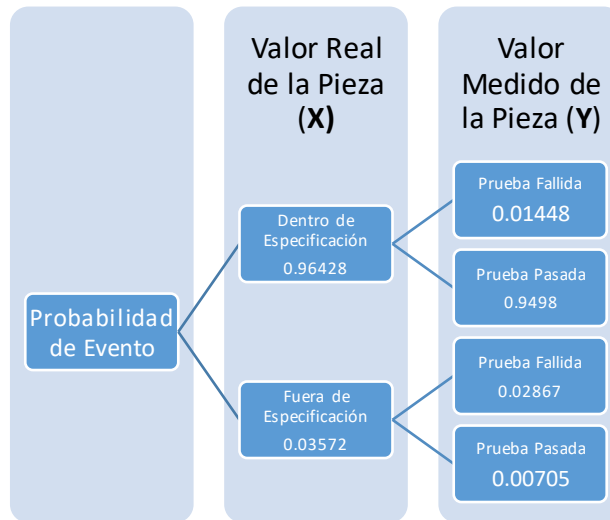 Valor Real
de la Pieza
(X)
Valor
Medido de
la Pieza (Y)
Probabilidad
de Evento
Dentro de
Especificación
0.96428
Prueba Fallida
0.01448
Prueba Pasada
0.9498
Fuera de
Especificación
0.03572
Prueba Fallida
0.02867
Prueba Pasada
0.00705